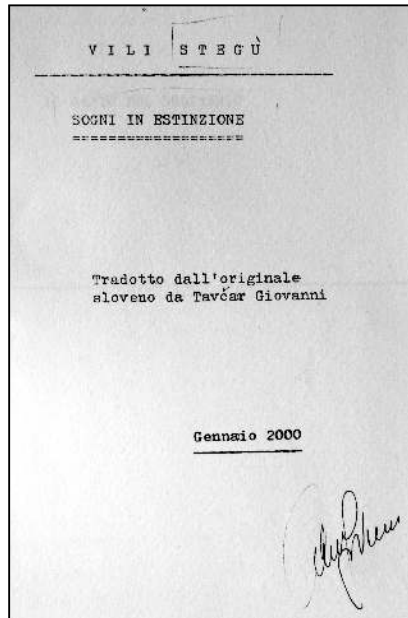 VILI STEGÙ
SOGNI IN ESTINZIONE
Tradotto dall'originale
sloveno da Tavčar Giovanni
Gennaio 2000